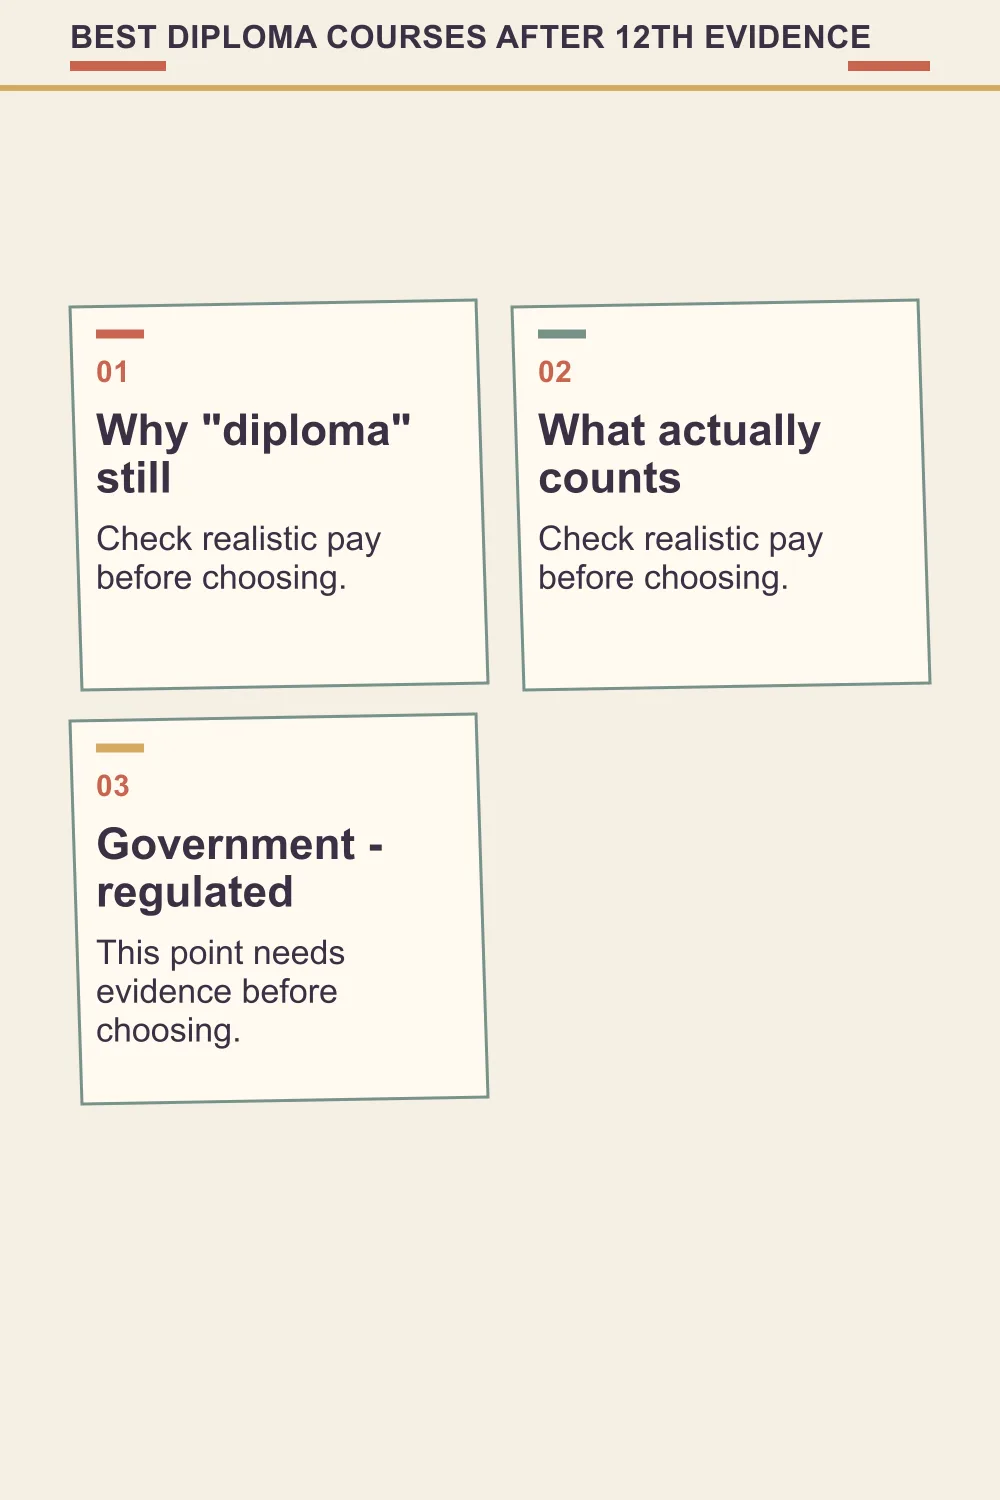 BEST DIPLOMA COURSES AFTER 12TH EVIDENCE
01
Why "diploma"
still
Check realistic pay
before choosing.
02
What actually
counts
Check realistic pay
before choosing.
03
Government -
regulated
This point needs
evidence before
choosing.